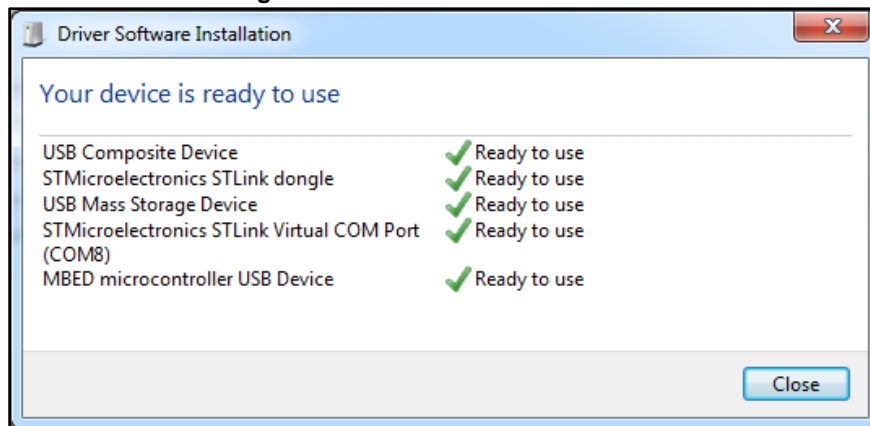 Driver Software Installation
Your device is ready to use
USB Composite Device Ready to use
STMicroelectronics STLink dongle Ready to use
USB Mass Storage Device Ready to use
STMicroelectronics STLink Virtual COM Port Ready to use
(COM8)
MBED microcontroller USB Device Ready to use
Close